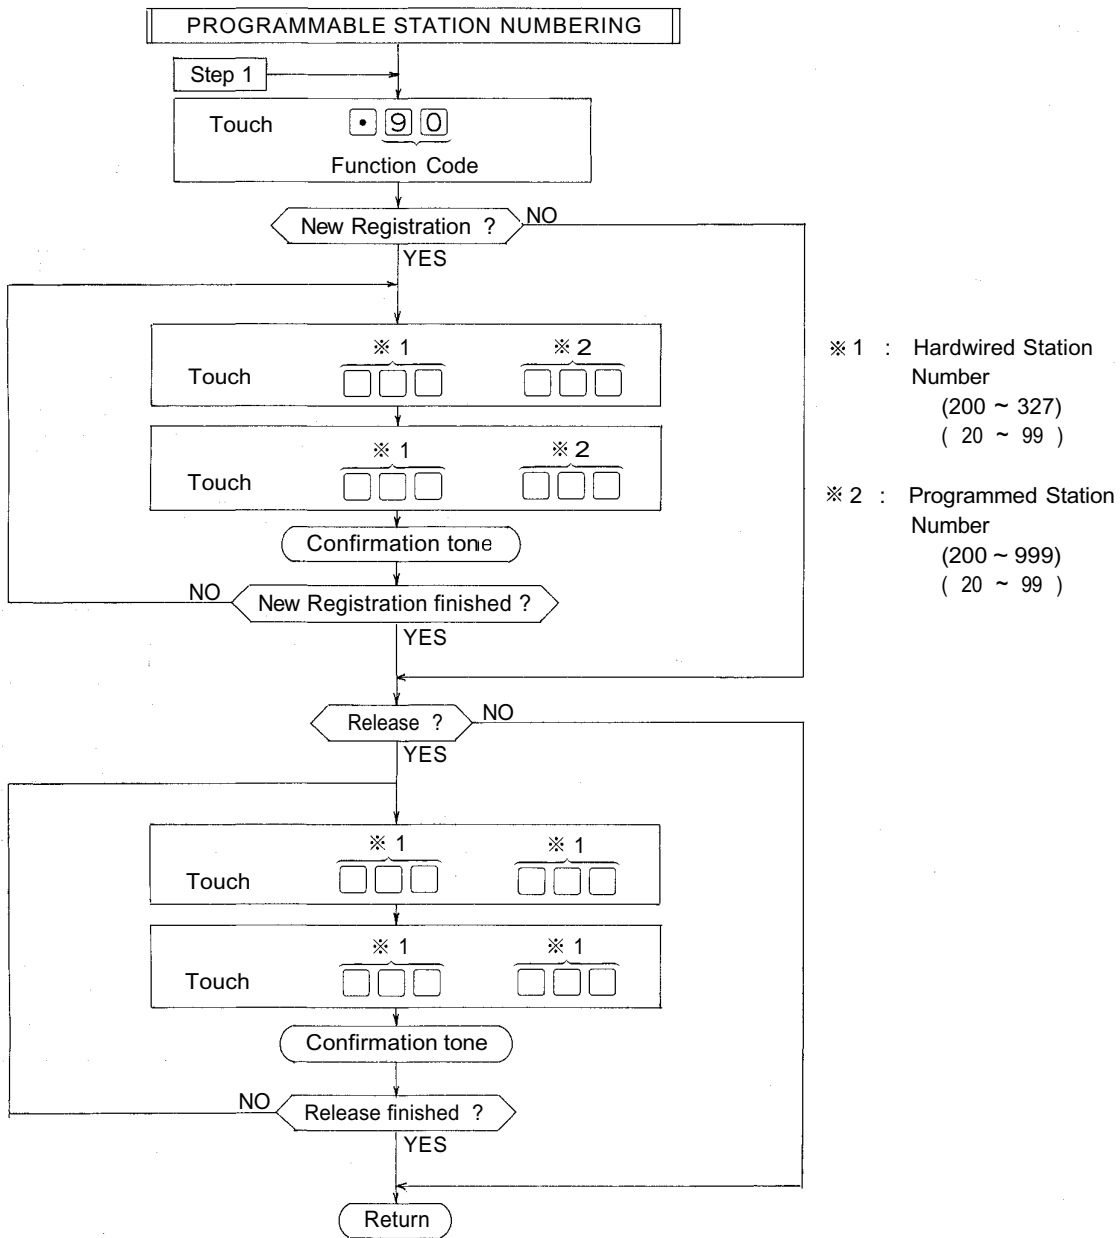 PROGRAMMABLE STATION NUMBERING
Step 1
Touch • 9 0
Function Code
New Registration ? NO
YES
※ 1 ※ 2
Touch
※ 1 ※ 2
Touch
Confirmation tone
NO New Registration finished ?
YES
Release ? NO
YES
※ 1 ※ 1
Touch
※ 1 ※ 1
Touch
Confirmation tone
NO Release finished ?
YES
Return
※ 1 : Hardwired Station
Number
(200 ~ 327)
( 20 ~ 99 )
※ 2 : Programmed Station
Number
(200 ~ 999)
( 20 ~ 99 )